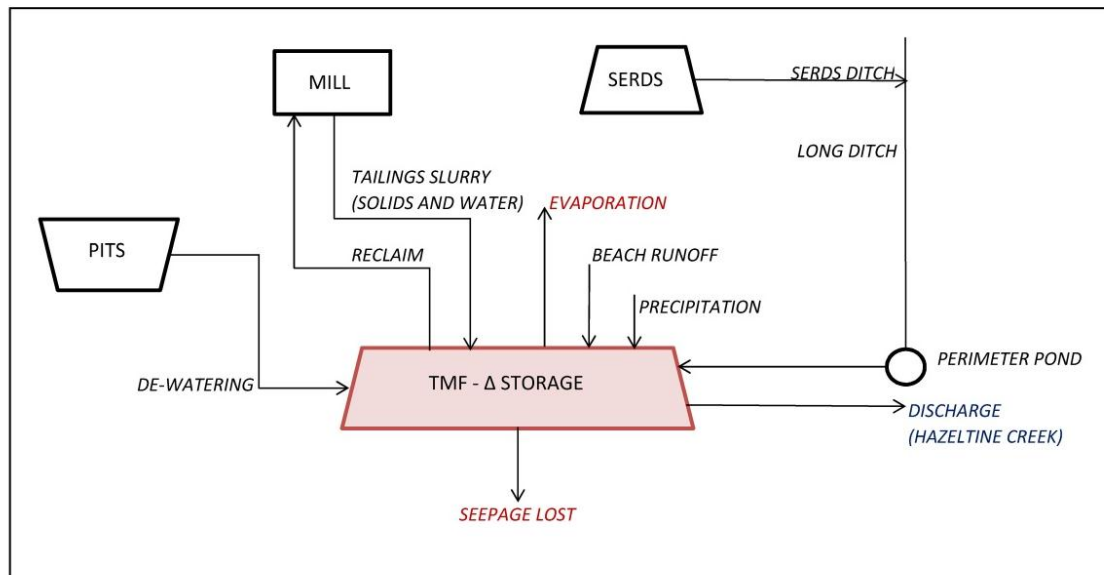 MILL
SERDS
SERDS DITCH
LONG DITCH
TAILINGS SLURRY
(SOLIDS AND WATER)
EVAPORATION
PITS
RECLAIM
BEACH RUNOFF
PRECIPITATION
PERIMETER POND
DE-WATERING
TMF - Δ STORAGE
DISCHARGE
(HAZELTINE CREEK)
SEEPAGE LOST